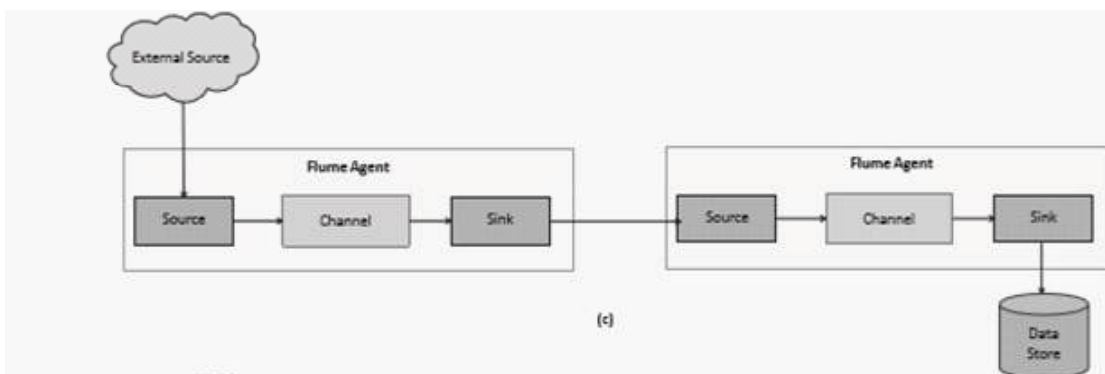 External Source
Flume Agent
Source
Channel
Sink
Flume Agent
Source
Channel
Sink
(c)
Data
Store